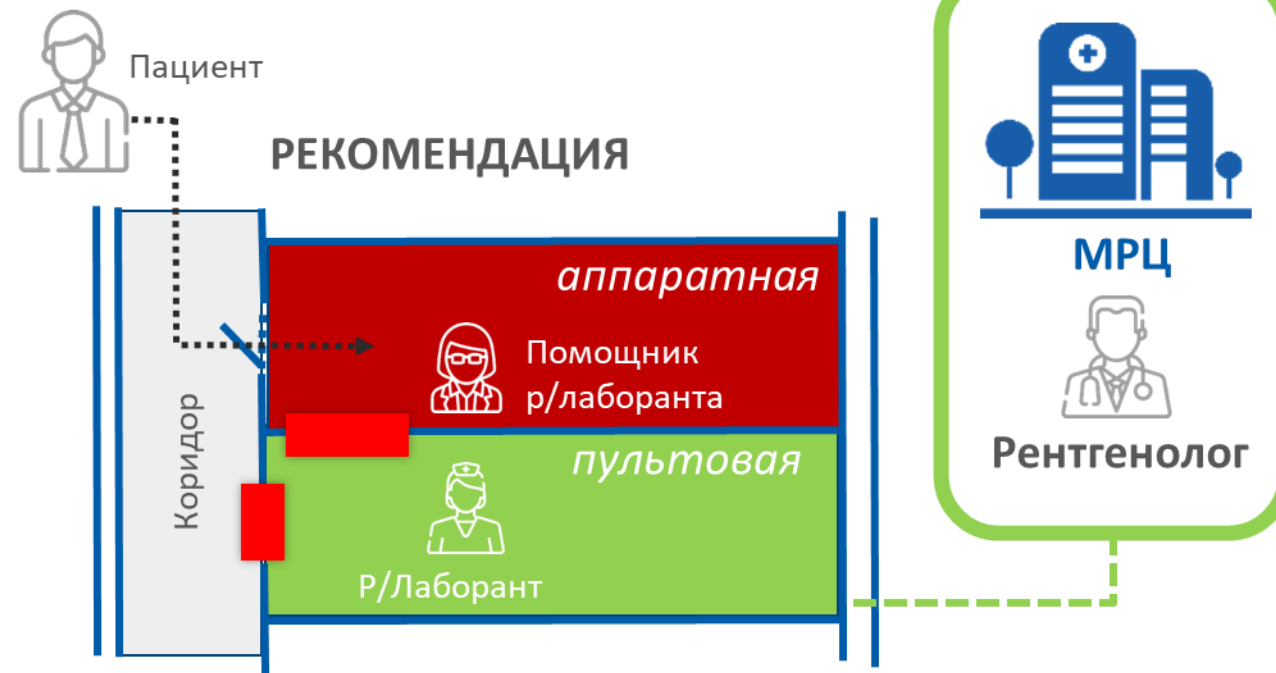 Пациент
РЕКОМЕНДАЦИЯ
аппаратная
Помощник
р/лаборанта
Коридор
пультовая
Р/Лаборант
МРЦ
Рентгенолог